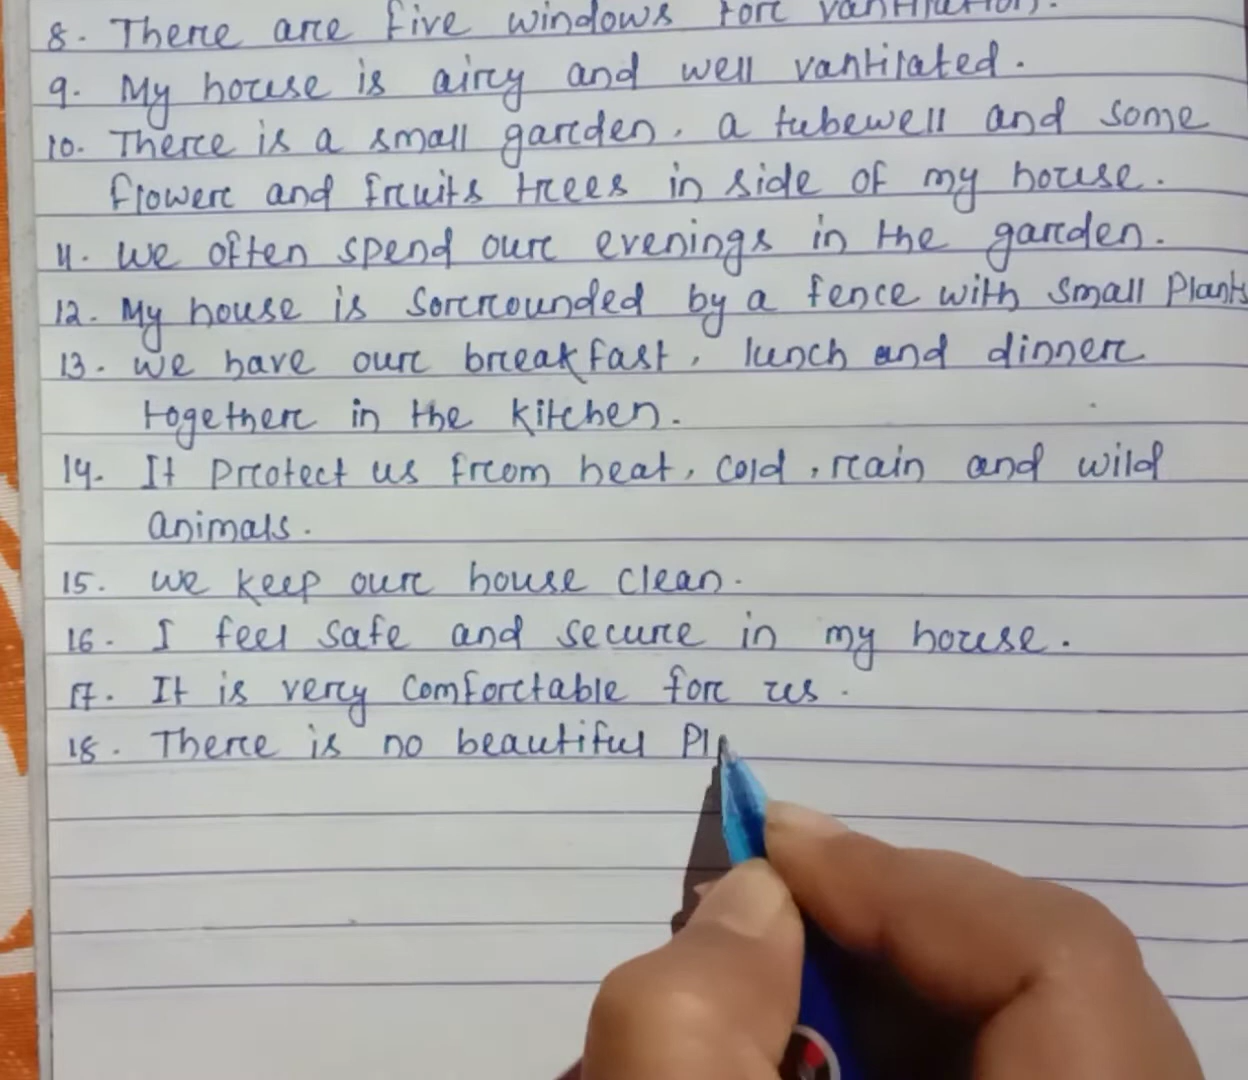 8. There are five windows for vantilation.
9. My house is airy and well vantilated.
10. There is a small garden, a tubewell and some
flower and fruits trees in side of my house.
11. We often spend our evenings in the garden.
12. My house is sorrounded by a fence with small Plants
13. We have our breakfast, lunch and dinner
together in the kitchen.
14. It Protect us from heat, cold, rain and wild
animals.
15. We keep our house clean.
16. I feel safe and secure in my house.
17. It is very comfortable for us.
18. There is no beautiful Pl